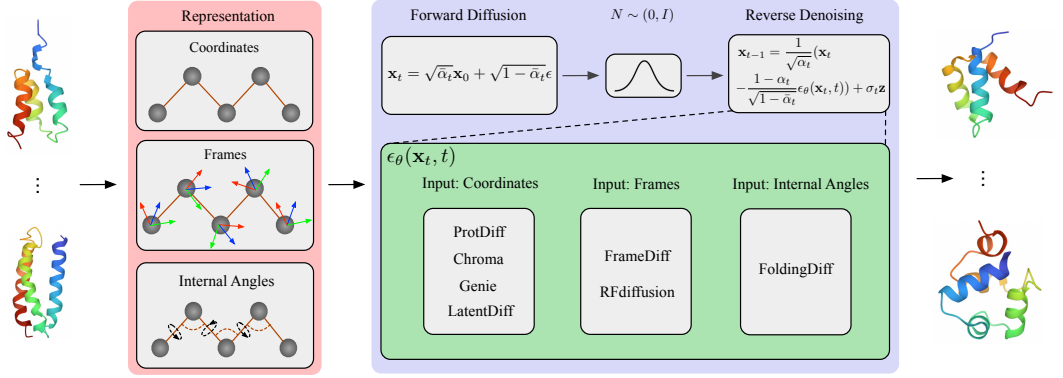 Representation
Coordinates
Frames
Internal Angles
Forward Diffusion
N ∼ (0, I)
Reverse Denoising
x_t = √ᾱ_t x_0 + √1 − ᾱ_t ϵ
x_{t−1} = 1/√α_t (x_t
− 1 − α_t/√1 − ᾱ_t ϵ_θ(x_t, t)) + σ_t z
ϵ_θ(x_t, t)
Input: Coordinates
ProtDiff
Chroma
Genie
LatentDiff
Input: Frames
FrameDiff
RFdiffusion
Input: Internal Angles
FoldingDiff